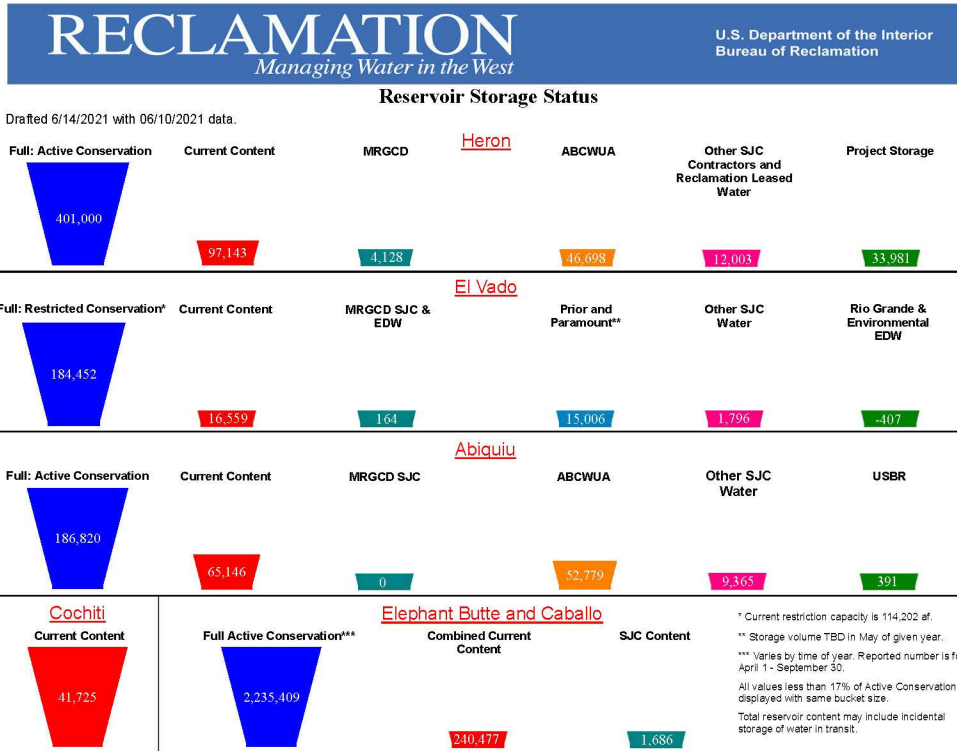 RECLAMATION
Managing Water in the West
U.S. Department of the Interior
Bureau of Reclamation
Reservoir Storage Status
Drafted 6/14/2021 with 06/10/2021 data.
Heron
Full: Active Conservation
Current Content
MRGCD
ABCWUA
Other SJC
Contractors and
Reclamation Leased
Water
Project Storage
401,000
97,143
4,128
46,698
12,003
33,981
El Vado
Full: Restricted Conservation*
Current Content
MRGCD SJC &
EDW
Prior and
Paramount**
Other SJC
Water
Rio Grande &
Environmental
EDW
184,452
16,559
164
15,006
1,796
-407
Abiquiu
Full: Active Conservation
Current Content
MRGCD SJC
ABCWUA
Other SJC
Water
USBR
186,820
65,146
0
52,779
9,365
391
Cochiti
Current Content
41,725
Elephant Butte and Caballo
Full Active Conservation***
Combined Current
Content
SJC Content
2,235,409
240,477
1,686
* Current restriction capacity is 114,202 af.
** Storage volume TBD in May of given year.
*** Varies by time of year. Reported number is fo
April 1 - September 30.
All values less than 17% of Active Conservation
displayed with same bucket size.
Total reservoir content may include incidental
storage of water in transit.